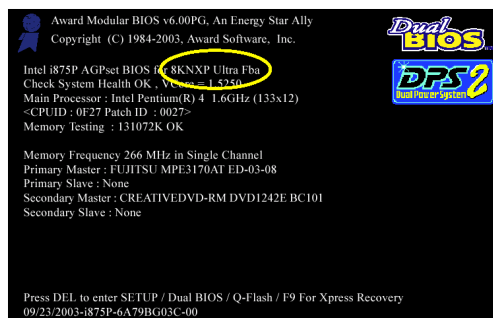 Award Modular BIOS v6.00PG, An Energy Star Ally
Copyright (C) 1984-2003, Award Software, Inc.
Dual
BIOS
Intel i875P AGPset BIOS for 8KNXP Ultra Fba
Check System Health OK , VCore = 1.5250
Main Processor : Intel Pentium(R) 4 1.6GHz (133x12)
<CPUID : 0F27 Patch ID : 0027>
Memory Testing : 131072K OK
DPS 2
Dual Power System
Memory Frequency 266 MHz in Single Channel
Primary Master : FUJITSU MPE3170AT ED-03-08
Primary Slave : None
Secondary Master : CREATIVEDVD-RM DVD1242E BC101
Secondary Slave : None
Press DEL to enter SETUP / Dual BIOS / Q-Flash / F9 For Xpress Recovery
09/23/2003-i875P-6A79BG03C-00